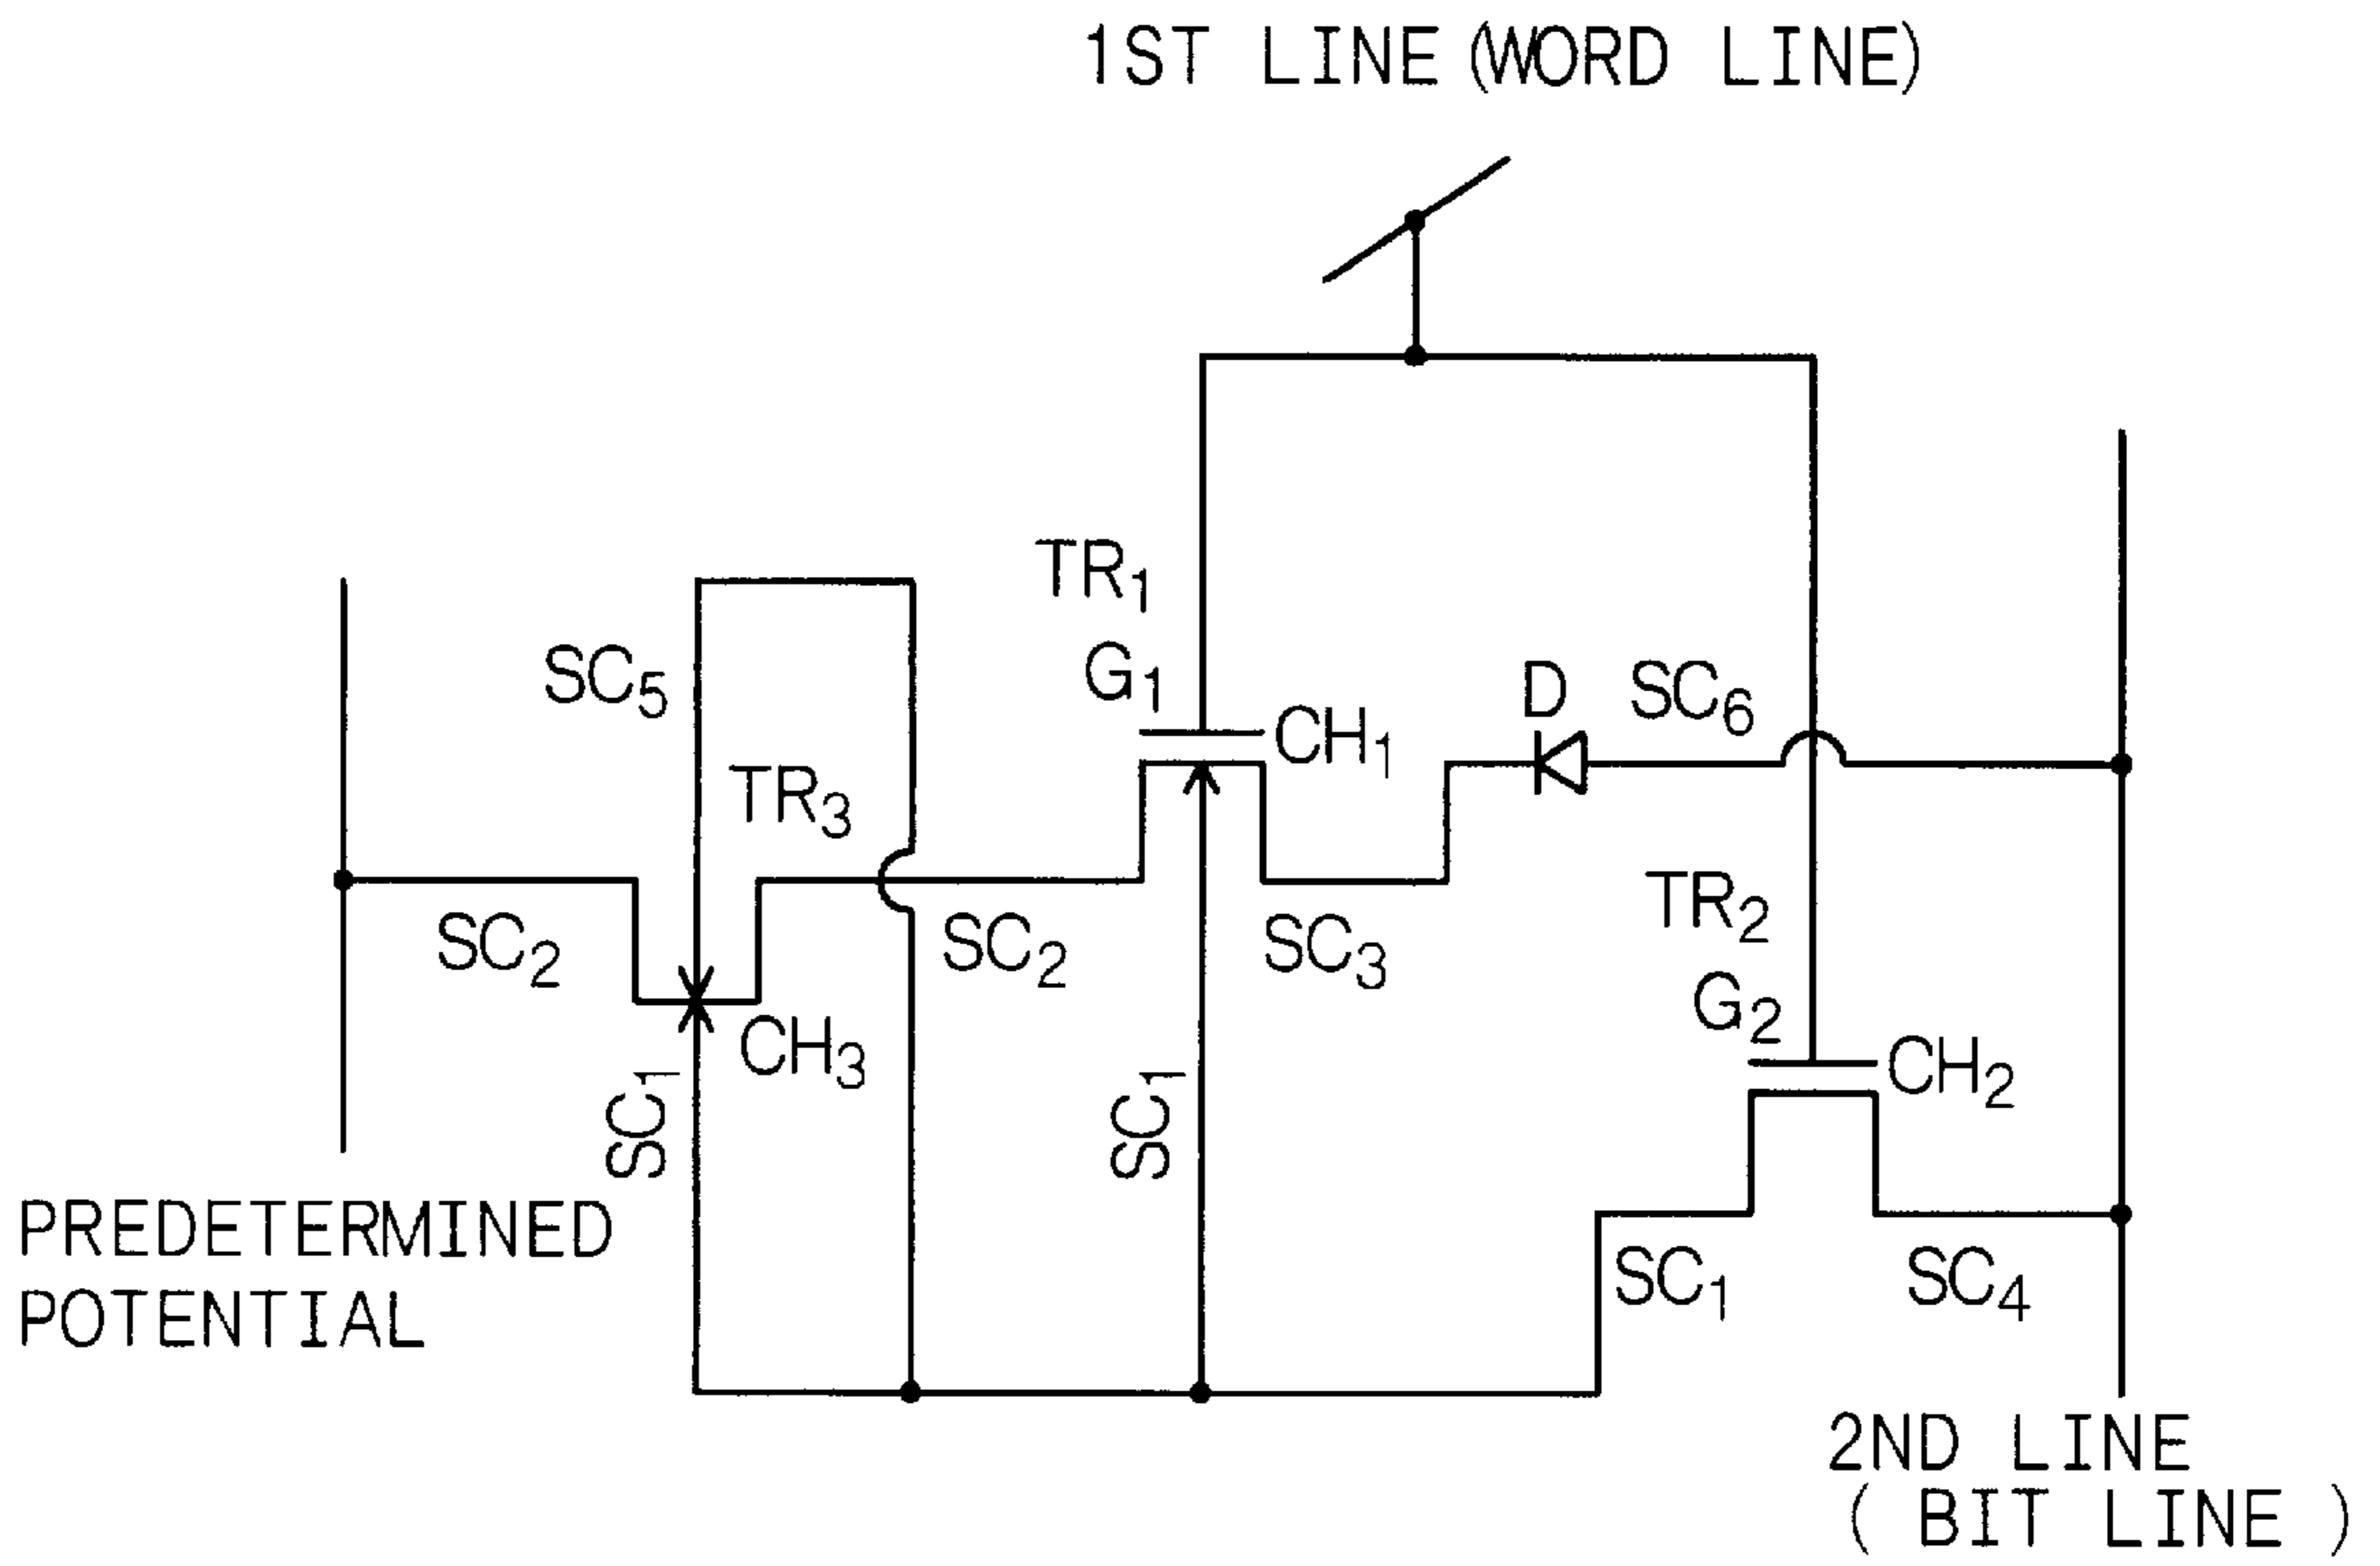 1ST LINE (WORD LINE)
TR1
G1
CH1
SC5
TR3
D
SC6
TR2
G2
CH2
SC2
SC2
SC3
CH3
SC1
SC1
SC1
SC4
PREDETERMINED
POTENTIAL
2ND LINE
( BIT LINE )